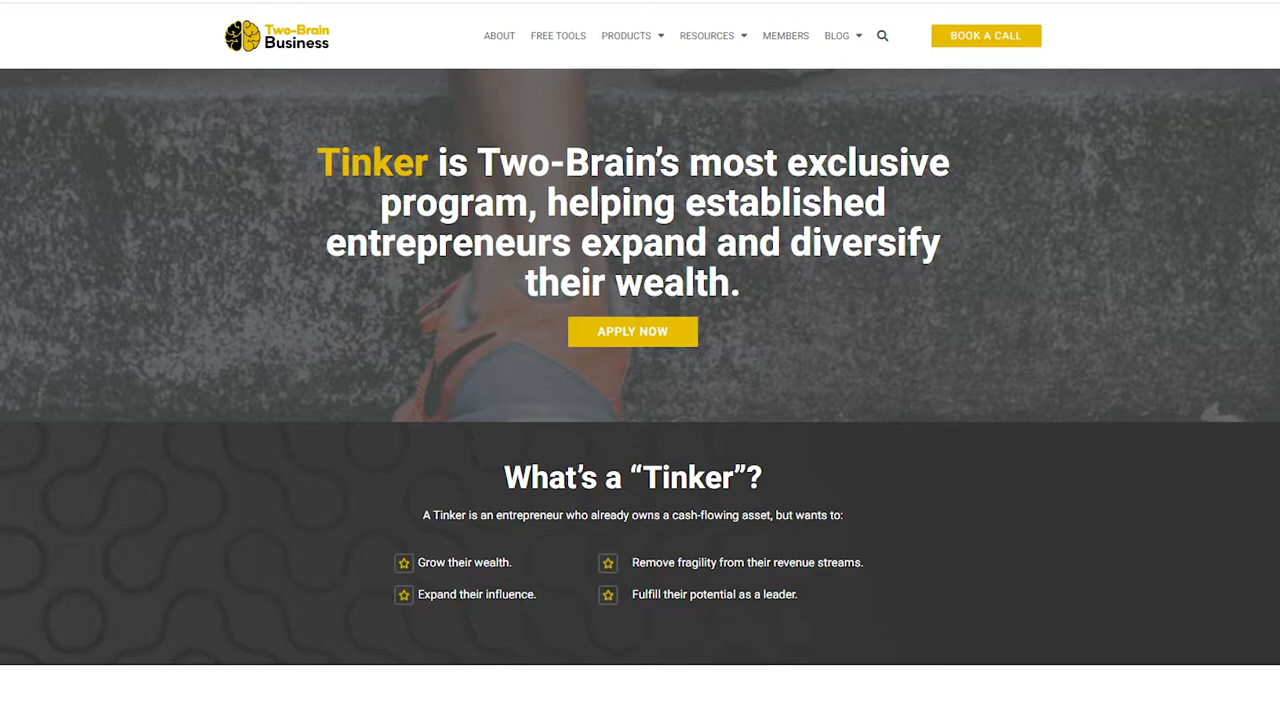 Two-Brain
Business
ABOUT FREE TOOLS PRODUCTS RESOURCES MEMBERS BLOG
BOOK A CALL
Tinker is Two-Brain's most exclusive
program, helping established
entrepreneurs expand and diversify
their wealth.
APPLY NOW
What's a “Tinker”?
A Tinker is an entrepreneur who already owns a cash-flowing asset, but wants to:
Grow their wealth.
Remove fragility from their revenue streams.
Expand their influence.
Fulfill their potential as a leader.